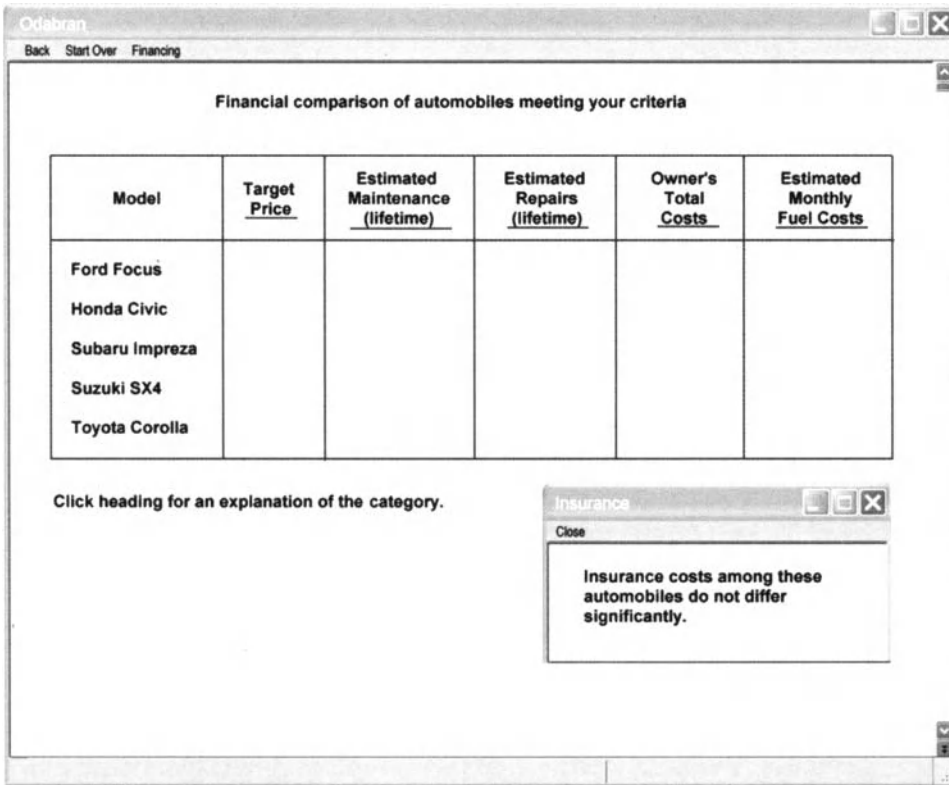 Odabran
Back Start Over Financing
Financial comparison of automobiles meeting your criteria
Model
Target
Price
Estimated
Maintenance
(lifetime)
Estimated
Repairs
(lifetime)
Owner's
Total
Costs
Estimated
Monthly
Fuel Costs
Ford Focus
Honda Civic
Subaru Impreza
Suzuki SX4
Toyota Corolla
Click heading for an explanation of the category.
Insurance
Close
Insurance costs among these
automobiles do not differ
significantly.